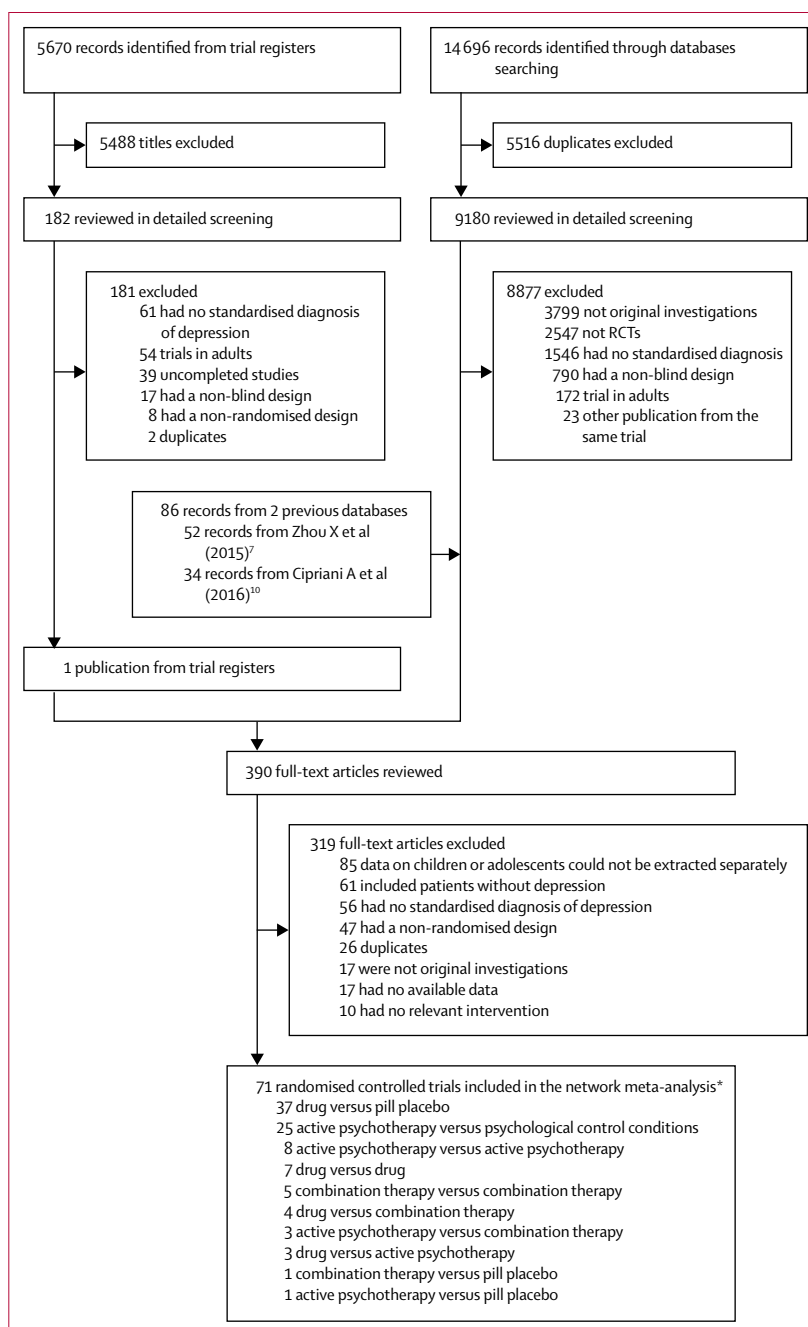 5670 records identified from trial registers
14 696 records identified through databases
searching
5488 titles excluded
5516 duplicates excluded
182 reviewed in detailed screening
9180 reviewed in detailed screening
181 excluded
61 had no standardised diagnosis
of depression
54 trials in adults
39 uncompleted studies
17 had a non-blind design
8 had a non-randomised design
2 duplicates
8877 excluded
3799 not original investigations
2547 not RCTs
1546 had no standardised diagnosis
790 had a non-blind design
172 trial in adults
23 other publication from the
same trial
86 records from 2 previous databases
52 records from Zhou X et al
(2015)⁷
34 records from Cipriani A et al
(2016)¹⁰
1 publication from trial registers
390 full-text articles reviewed
319 full-text articles excluded
85 data on children or adolescents could not be extracted separately
61 included patients without depression
56 had no standardised diagnosis of depression
47 had a non-randomised design
26 duplicates
17 were not original investigations
17 had no available data
10 had no relevant intervention
71 randomised controlled trials included in the network meta-analysis*
37 drug versus pill placebo
25 active psychotherapy versus psychological control conditions
8 active psychotherapy versus active psychotherapy
7 drug versus drug
5 combination therapy versus combination therapy
4 drug versus combination therapy
3 active psychotherapy versus combination therapy
3 drug versus active psychotherapy
1 combination therapy versus pill placebo
1 active psychotherapy versus pill placebo